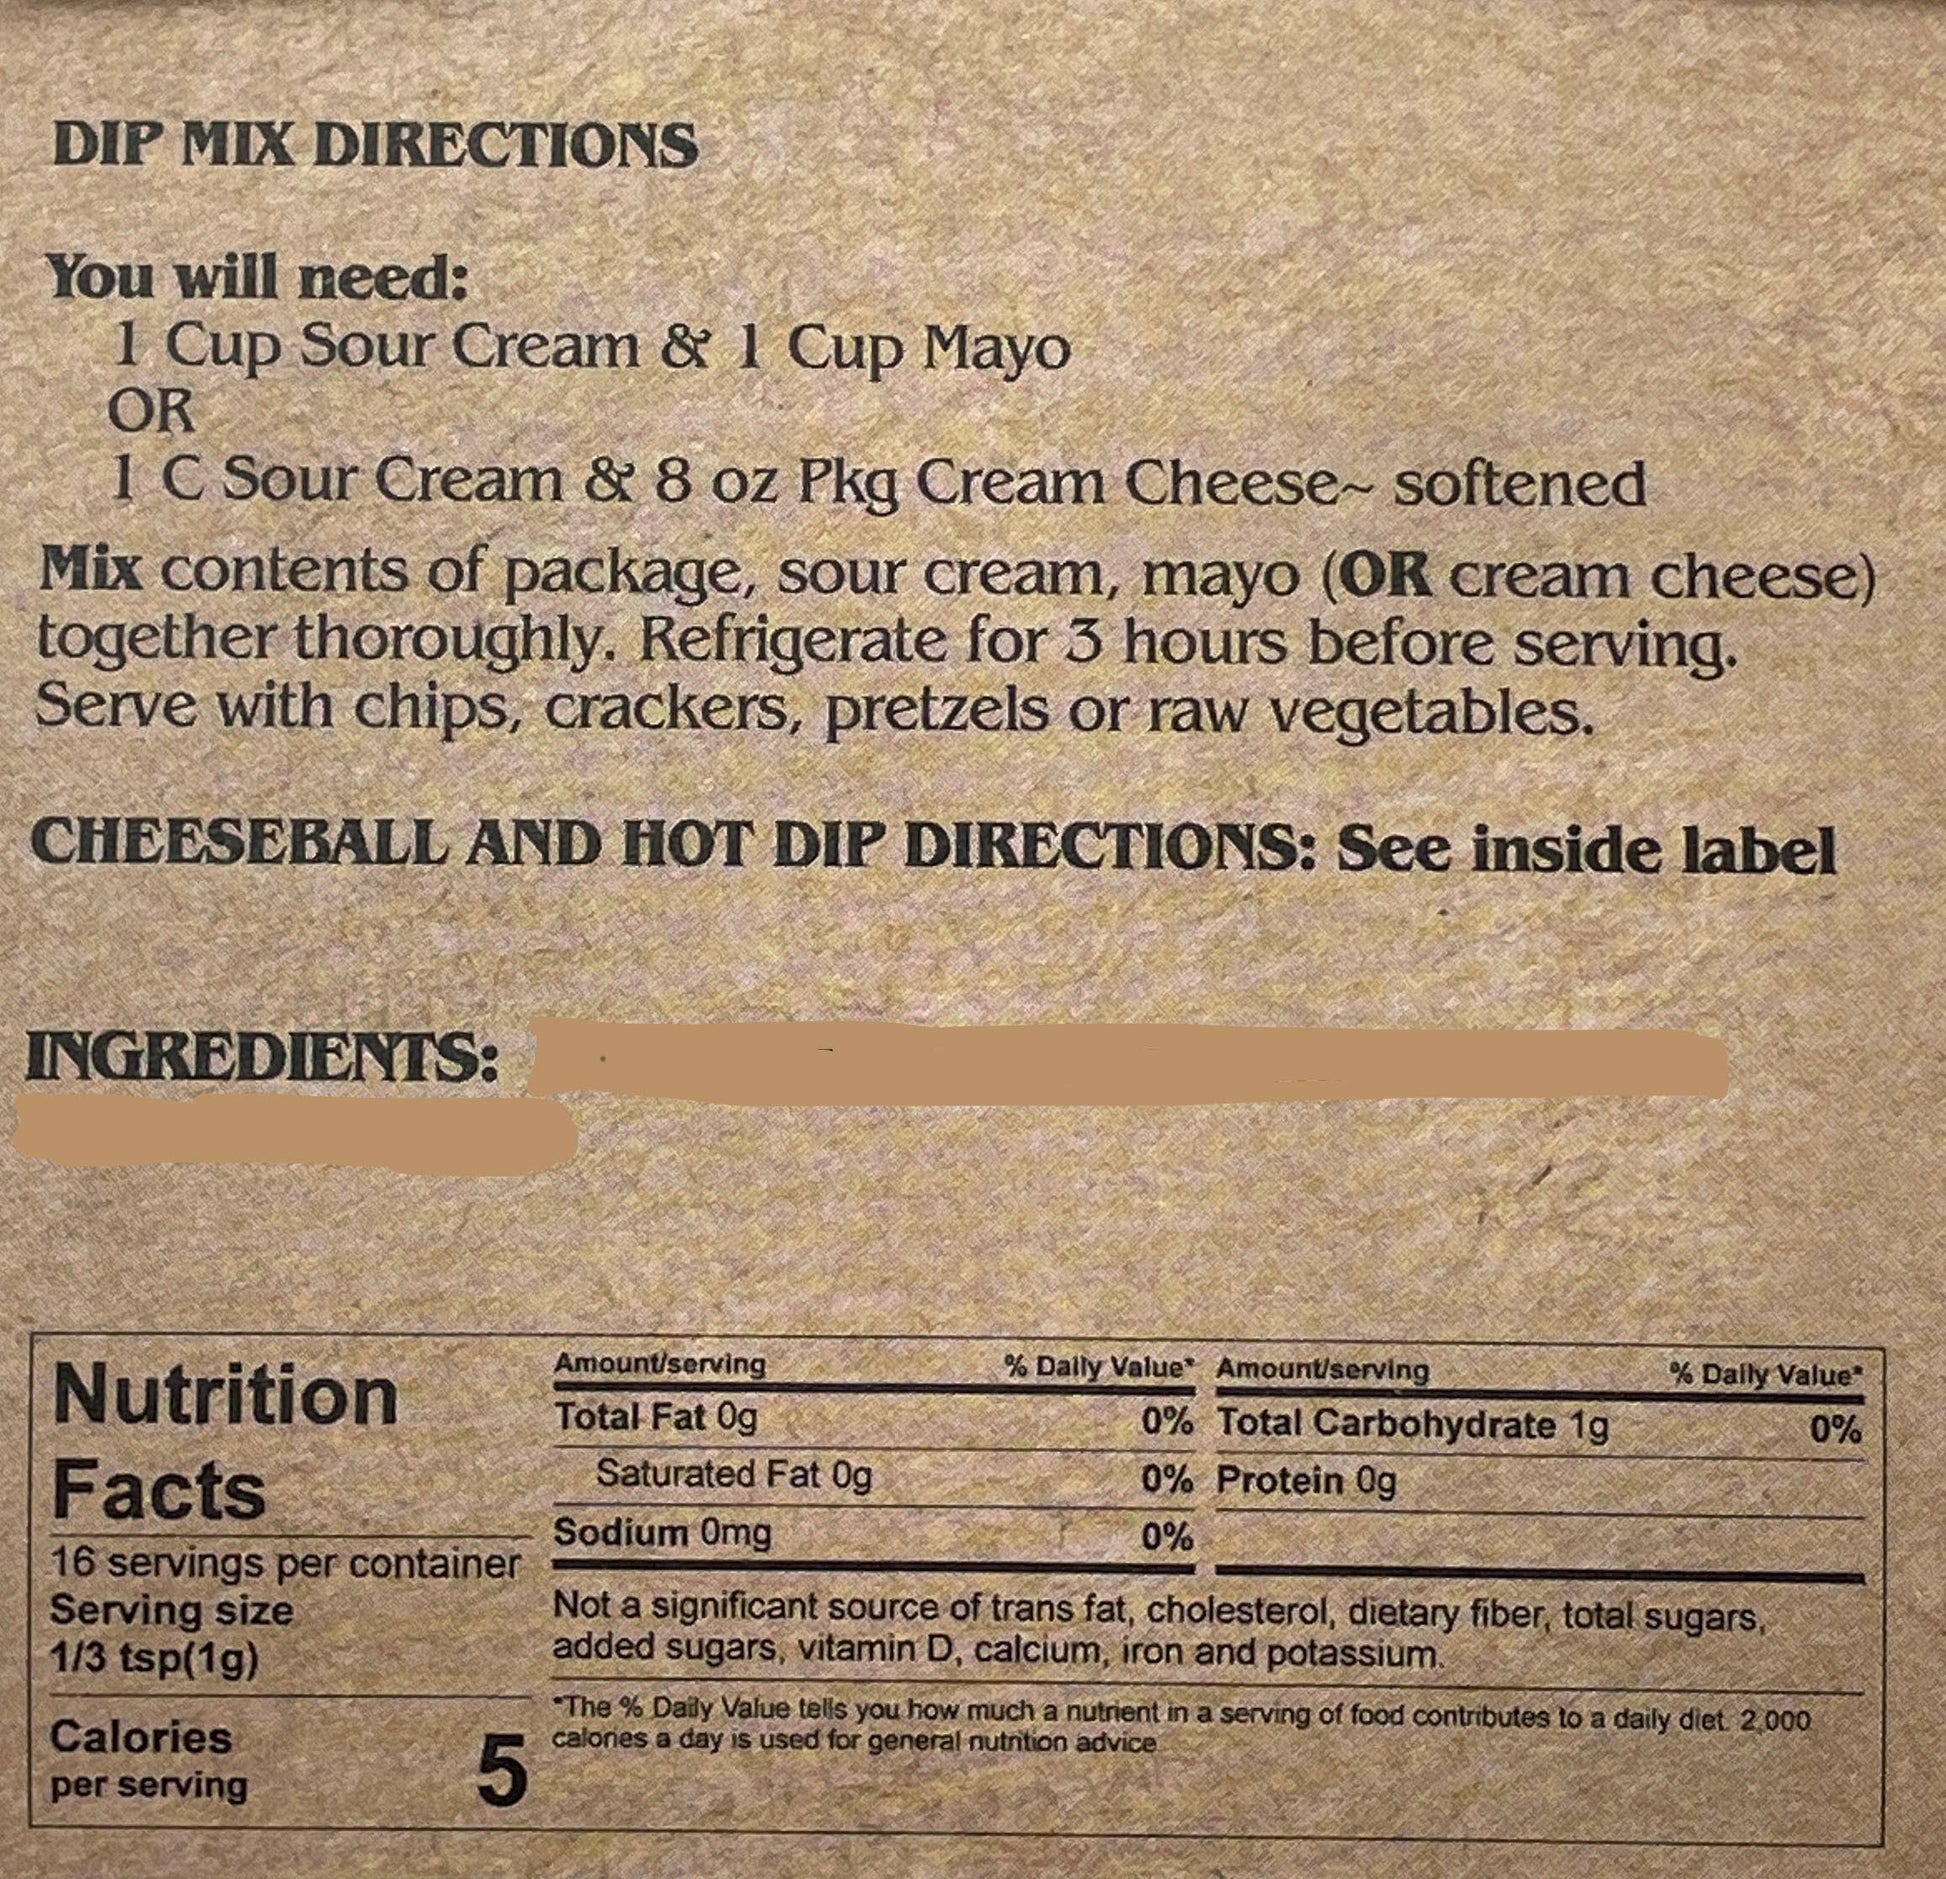 DIP MIX DIRECTIONS
You will need:
1 Cup Sour Cream & 1 Cup Mayo
OR
1 C Sour Cream & 8 oz Pkg Cream Cheese~ softened
Mix contents of package, sour cream, mayo (OR cream cheese)
together thoroughly. Refrigerate for 3 hours before serving.
Serve with chips, crackers, pretzels or raw vegetables.
CHEESEBALL AND HOT DIP DIRECTIONS: See inside label
INGREDIENTS:
Nutrition
Facts
16 servings per container
Serving size
1/3 tsp(1g)
Calories
per serving
5
Amount/serving % Daily Value*
Total Fat 0g 0%
Saturated Fat 0g 0%
Sodium 0mg 0%
Amount/serving % Daily Value*
Total Carbohydrate 1g 0%
Protein 0g
Not a significant source of trans fat, cholesterol, dietary fiber, total sugars,
added sugars, vitamin D, calcium, iron and potassium.
*The % Daily Value tells you how much a nutrient in a serving of food contributes to a daily diet. 2,000
calories a day is used for general nutrition advice